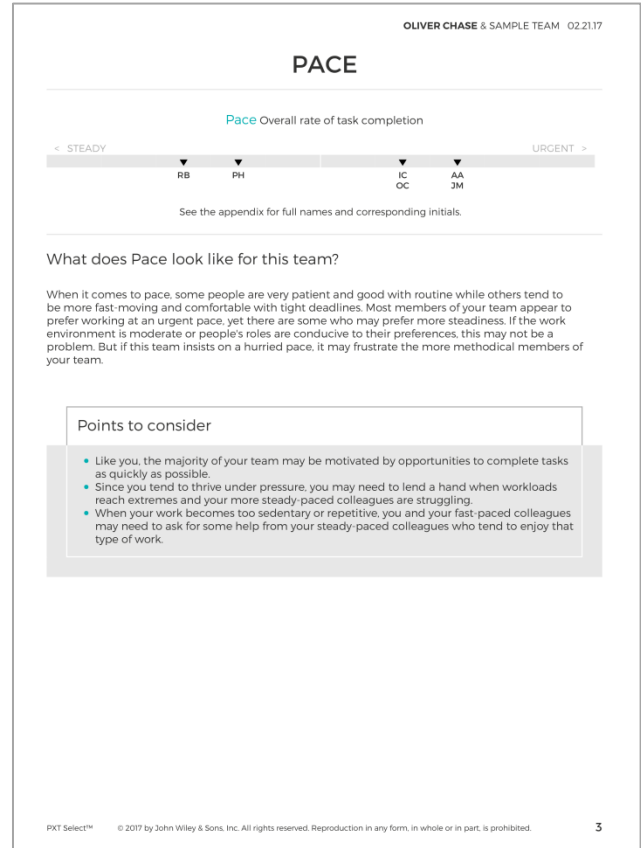 OLIVER CHASE & SAMPLE TEAM 02.21.17
PACE
Pace Overall rate of task completion
< STEADY URGENT >
RB PH IC AA
OC JM
See the appendix for full names and corresponding initials.
What does Pace look like for this team?
When it comes to pace, some people are very patient and good with routine while others tend to
be more fast-moving and comfortable with tight deadlines. Most members of your team appear to
prefer working at an urgent pace, yet there are some who may prefer more steadiness. If the work
environment is moderate or people's roles are conducive to their preferences, this may not be a
problem. But if this team insists on a hurried pace, it may frustrate the more methodical members of
your team.
Points to consider
• Like you, the majority of your team may be motivated by opportunities to complete tasks
as quickly as possible.
• Since you tend to thrive under pressure, you may need to lend a hand when workloads
reach extremes and your more steady-paced colleagues are struggling.
• When your work becomes too sedentary or repetitive, you and your fast-paced colleagues
may need to ask for some help from your steady-paced colleagues who tend to enjoy that
type of work.
PXT Select™ © 2017 by John Wiley & Sons, Inc. All rights reserved. Reproduction in any form, in whole or in part, is prohibited. 3